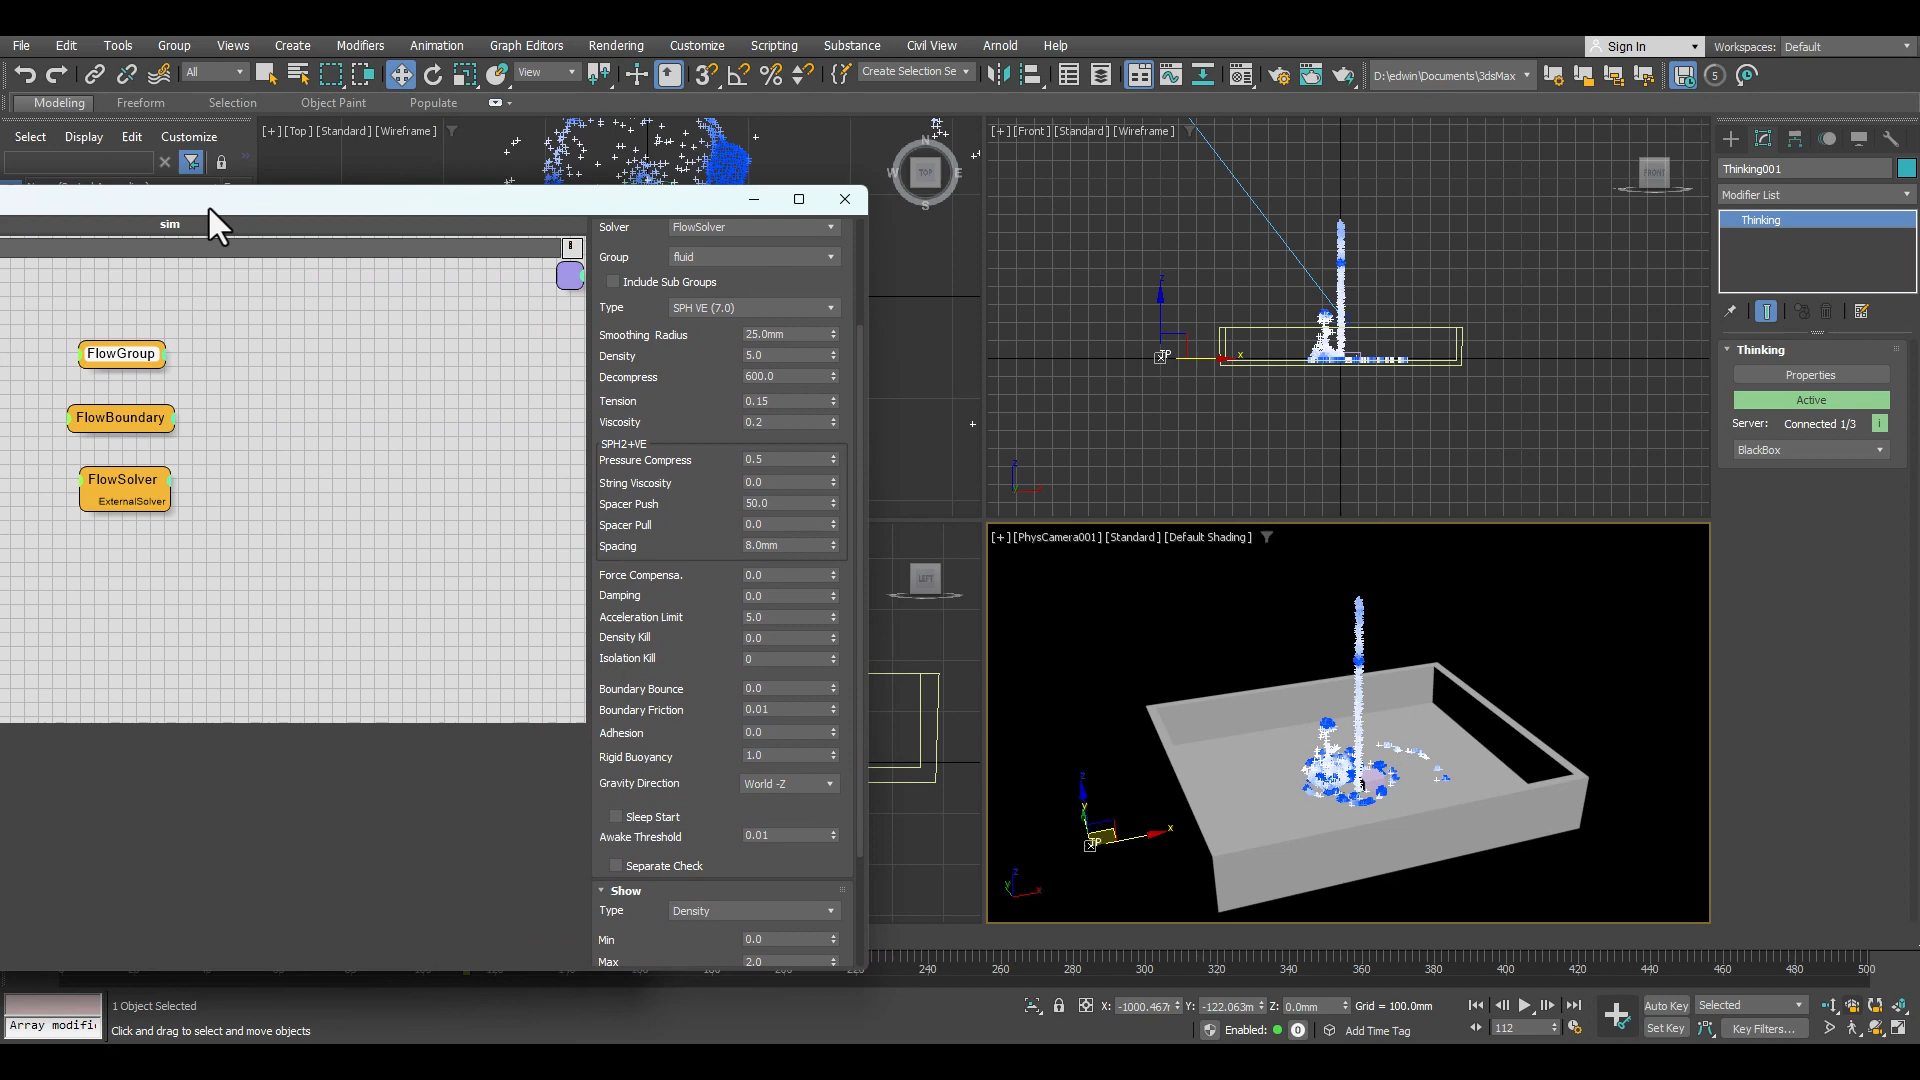 File Edit Tools Group Views Create Modifiers Animation Graph Editors Rendering Customize Scripting Substance Civil View Arnold Help
Sign In Workspaces: Default
All View Create Selection Se D:\edwin\Documents\3dsMax 5
Modeling Freeform Selection Object Paint Populate
Select Display Edit Customize
[+] [Top] [Standard] [Wireframe]
N W TOP E S
[+] [Front] [Standard] [Wireframe]
FRONT
Thinking001
Modifier List
Thinking
sim
FlowGroup
FlowBoundary
FlowSolver
ExternalSolver
Solver FlowSolver
Group fluid
Include Sub Groups
Type SPH VE (7.0)
Smoothing Radius 25.0mm
Density 5.0
Decompress 600.0
Tension 0.15
Viscosity 0.2
SPH2+VE
Pressure Compress 0.5
String Viscosity 0.0
Spacer Push 50.0
Spacer Pull 0.0
Spacing 8.0mm
Force Compensa. 0.0
Damping 0.0
Acceleration Limit 5.0
Density Kill 0.0
Isolation Kill 0
Boundary Bounce 0.0
Boundary Friction 0.01
Adhesion 0.0
Rigid Buoyancy 1.0
Gravity Direction World -Z
Sleep Start
Awake Threshold 0.01
Separate Check
Show
Type Density
Min 0.0
Max 2.0
z TP x
z
LEFT
[+] [PhysCamera001] [Standard] [Default Shading]
z y x TP
z y x
Thinking
Properties
Active
Server: Connected 1/3 i
BlackBox
240 260 280 300 320 340 360 380 400 420 440 460 480 500
Array modifi
1 Object Selected
Click and drag to select and move objects
X: -1000.467r Y: -122.063m Z: 0.0mm Grid = 100.0mm
Enabled: 0 Add Time Tag
112
Auto Key Selected
Set Key Key Filters...